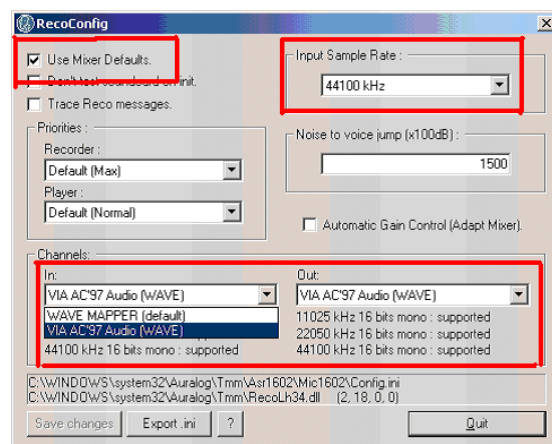 RecoConfig
Use Mixer Defaults.
Don't test soundboard on init.
Trace Reco messages.
Input Sample Rate :
44100 kHz
Priorities :
Recorder :
Default (Max)
Player :
Default (Normal)
Noise to voice jump (x100dB) :
1500
Automatic Gain Control (Adapt Mixer).
Channels:
In:
VIA AC'97 Audio (WAVE)
WAVE MAPPER (default)
VIA AC'97 Audio (WAVE)
44100 kHz 16 bits mono : supported
Out:
VIA AC'97 Audio (WAVE)
11025 kHz 16 bits mono : supported
22050 kHz 16 bits mono : supported
44100 kHz 16 bits mono : supported
C:\WINDOWS\system32\Auralog\Tmm\Asr1602\Mic1602\Config.ini
C:\WINDOWS\system32\Auralog\Tmm\RecoLh34.dll (2, 18, 0, 0)
Save changes
Export .ini
?
Quit